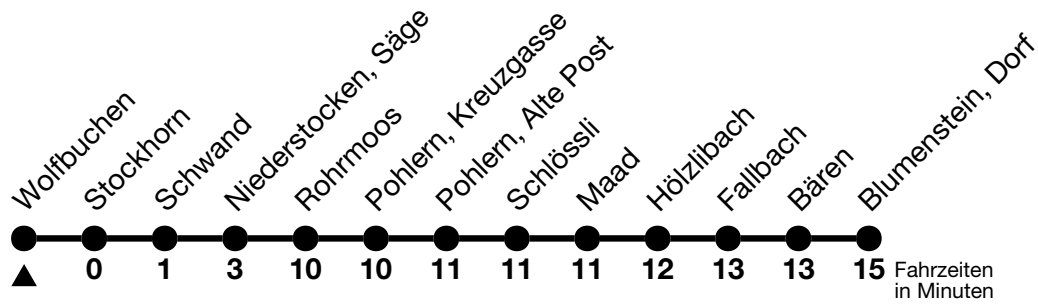 Wolfbuchen
Stockhorn
Schwand
Niederstocken, Säge
Rohrmoos
Pohlern, Kreuzgasse
Pohlern, Alte Post
Schlössli
Maad
Hölzlibach
Fallbach
Bären
Blumenstein, Dorf
0 1 3 10 10 11 11 11 12 13 13 15 Fahrzeiten
in Minuten